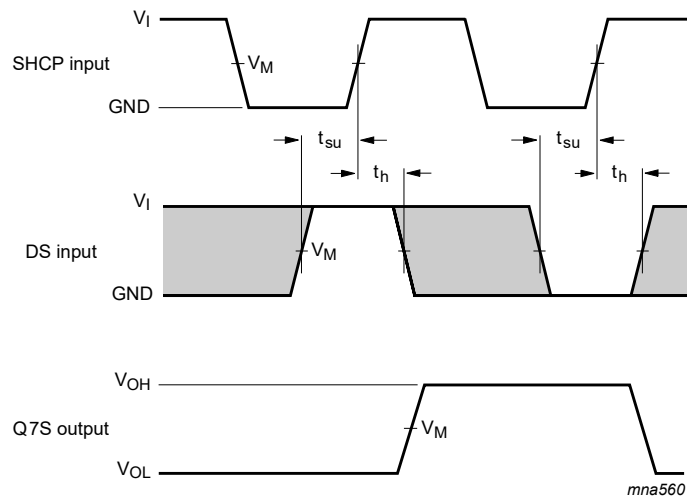 V_I
SHCP input
V_M
GND
t_su
t_su
t_h
t_h
V_I
DS input
V_M
GND
V_OH
Q7S output
V_M
V_OL
mna560